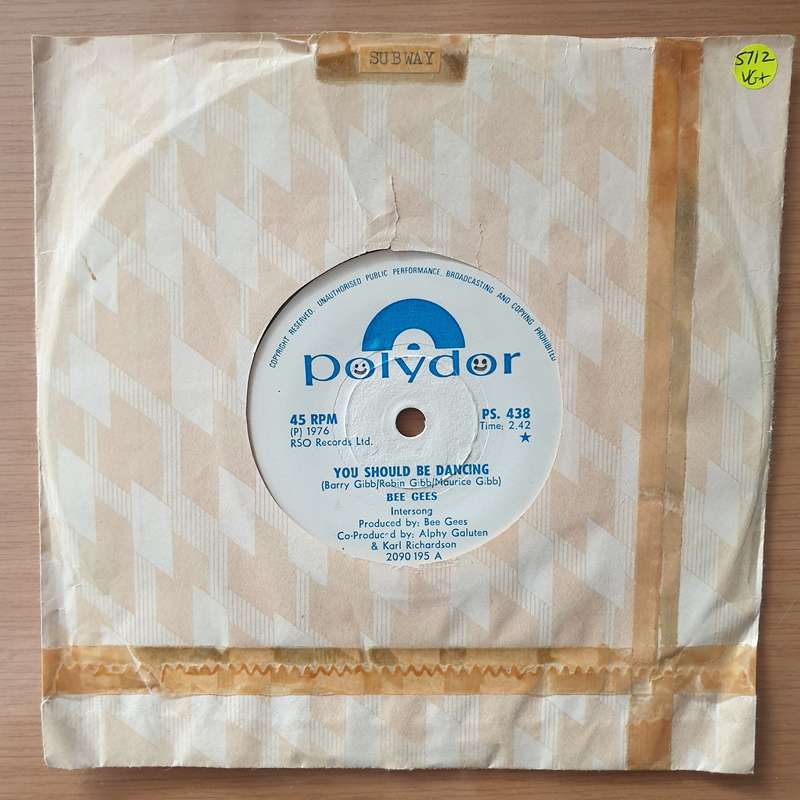 SUBWAY
5712
VG+
COPYRIGHT RESERVED. UNAUTHORISED PUBLIC PERFORMANCE, BROADCASTING AND COPYING PROHIBITED
polydor
45 RPM
(P) 1976
RSO Records Ltd.
PS. 438
Time: 2.42
★
YOU SHOULD BE DANCING
(Barry Gibb/Robin Gibb/Maurice Gibb)
BEE GEES
Intersong
Produced by: Bee Gees
Co-Produced by: Alphy Galuten
& Karl Richardson
2090 195 A